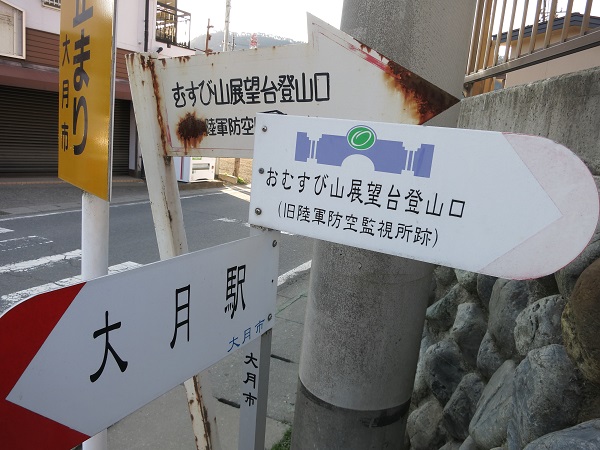 止まり
大月市
むすび山展望台登山口
陸軍防空
おむすび山展望台登山口
(旧陸軍防空監視所跡)
大月駅
大月市
大月市